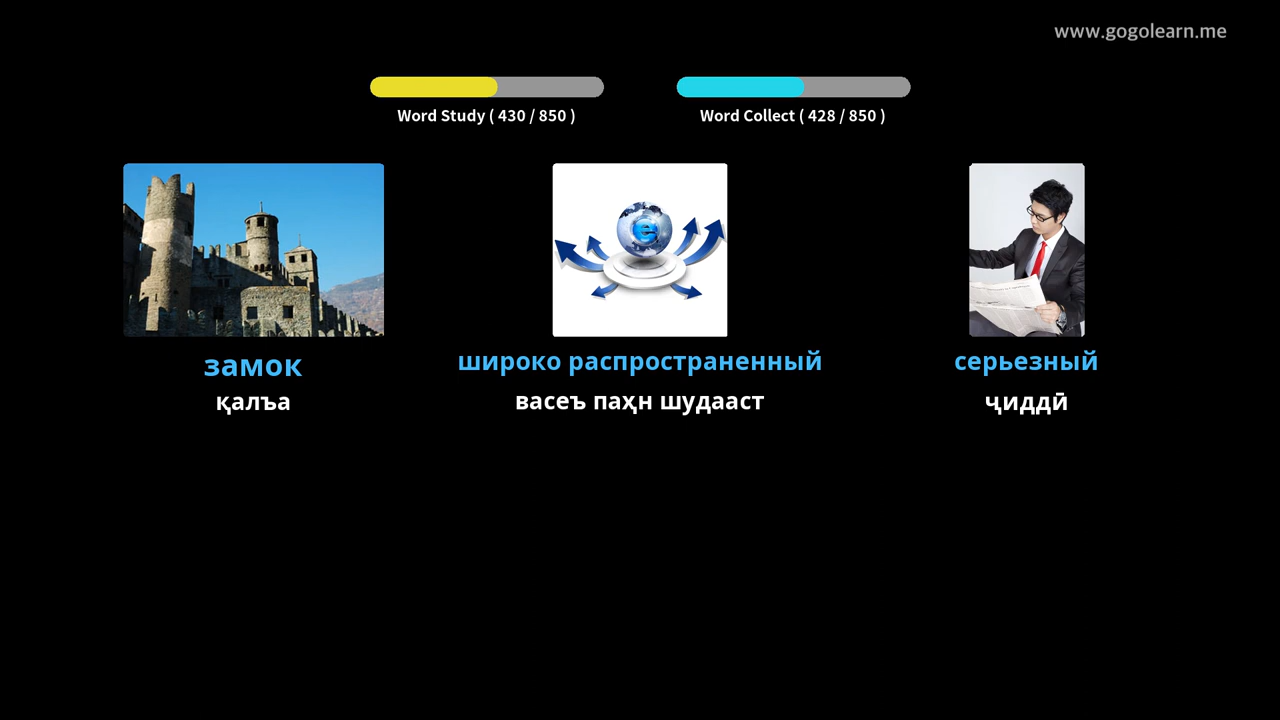 www.gogolearn.me
Word Study ( 430 / 850 )
Word Collect ( 428 / 850 )
e
замок
қалъа
широко распространенный
васеъ паҳн шудааст
серьезный
ҷиддӣ